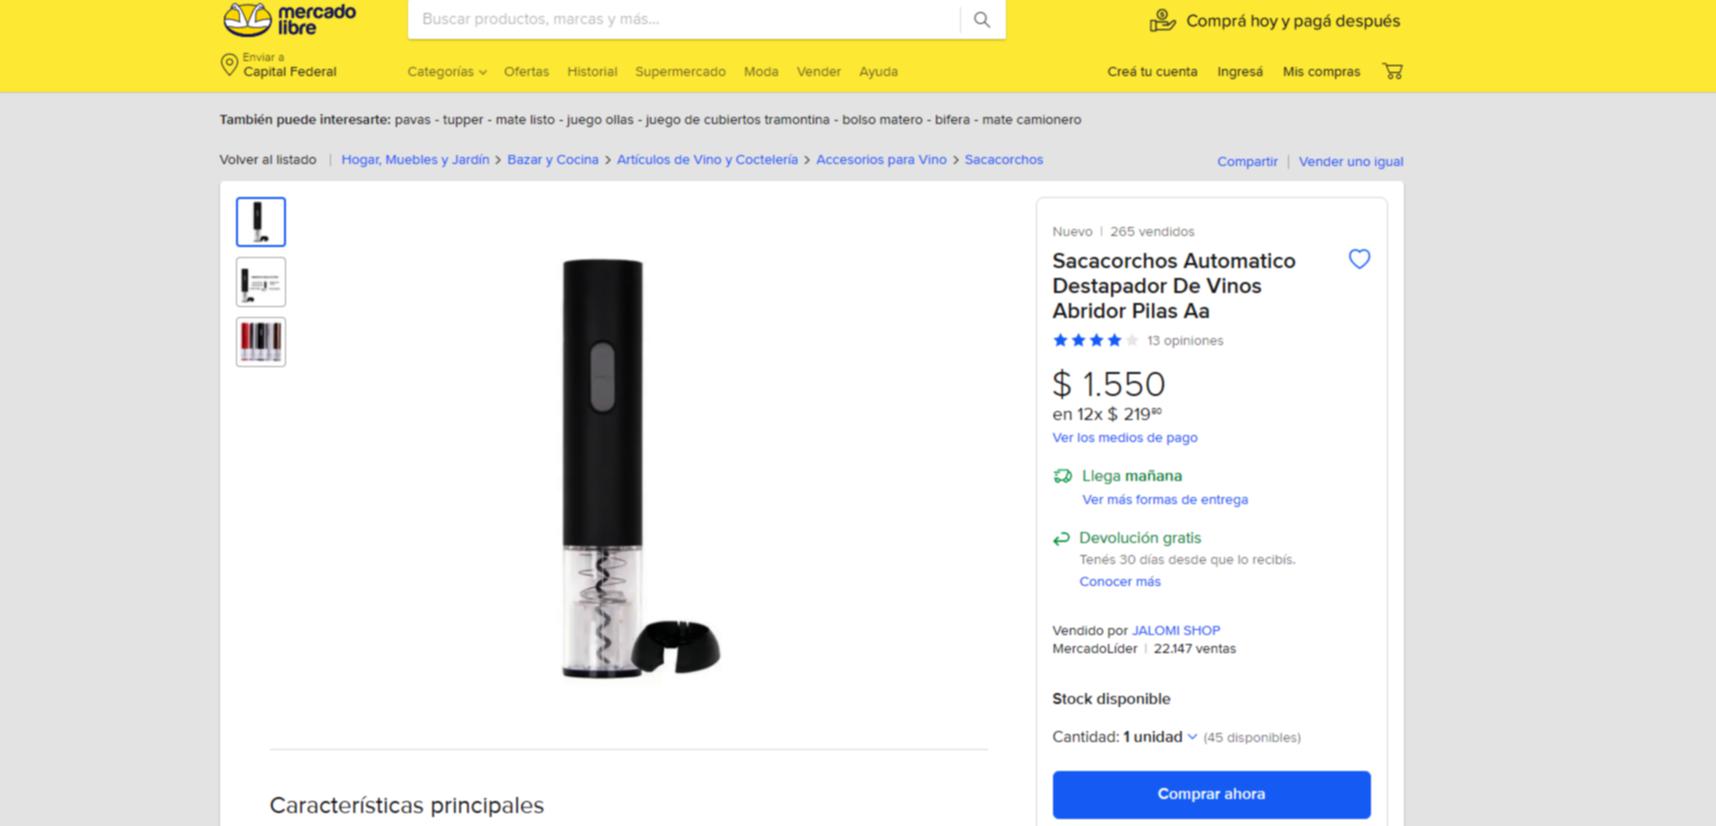 mercado
libre
Buscar productos, marcas y más...
Comprá hoy y pagá después
Enviar a
Capital Federal
Categorías Ofertas Historial Supermercado Moda Vender Ayuda
Creá tu cuenta Ingresá Mis compras
También puede interesarte: pavas - tupper - mate listo - juego ollas - juego de cubiertos tramontina - bolso matero - bifera - mate camionero
Volver al listado | Hogar, Muebles y Jardín > Bazar y Cocina > Artículos de Vino y Coctelería > Accesorios para Vino > Sacacorchos
Compartir | Vender uno igual
Nuevo | 265 vendidos
Sacacorchos Automatico
Destapador De Vinos
Abridor Pilas Aa
13 opiniones
$ 1.550
en 12x $ 219⁸⁰
Ver los medios de pago
Llega mañana
Ver más formas de entrega
Devolución gratis
Tenés 30 días desde que lo recibís.
Conocer más
Vendido por JALOMI SHOP
MercadoLíder | 22.147 ventas
Stock disponible
Cantidad: 1 unidad (45 disponibles)
Comprar ahora
Características principales